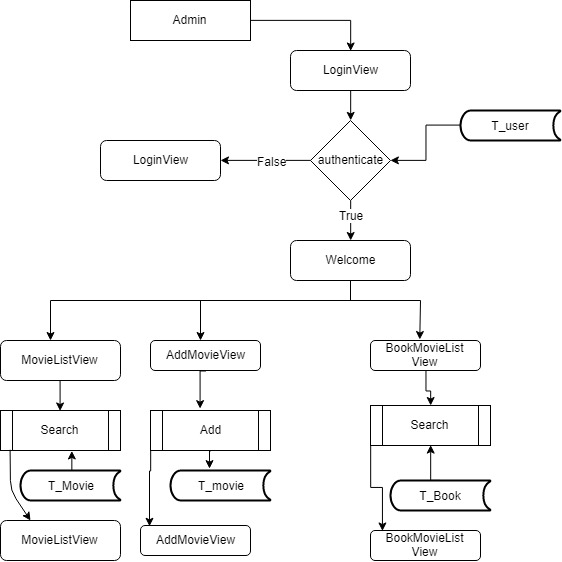 Admin
LoginView
T_user
LoginView
False
authenticate
True
Welcome
MovieListView
AddMovieView
BookMovieList
View
Search
Add
Search
T_Movie
T_movie
T_Book
MovieListView
AddMovieView
BookMovieList
View